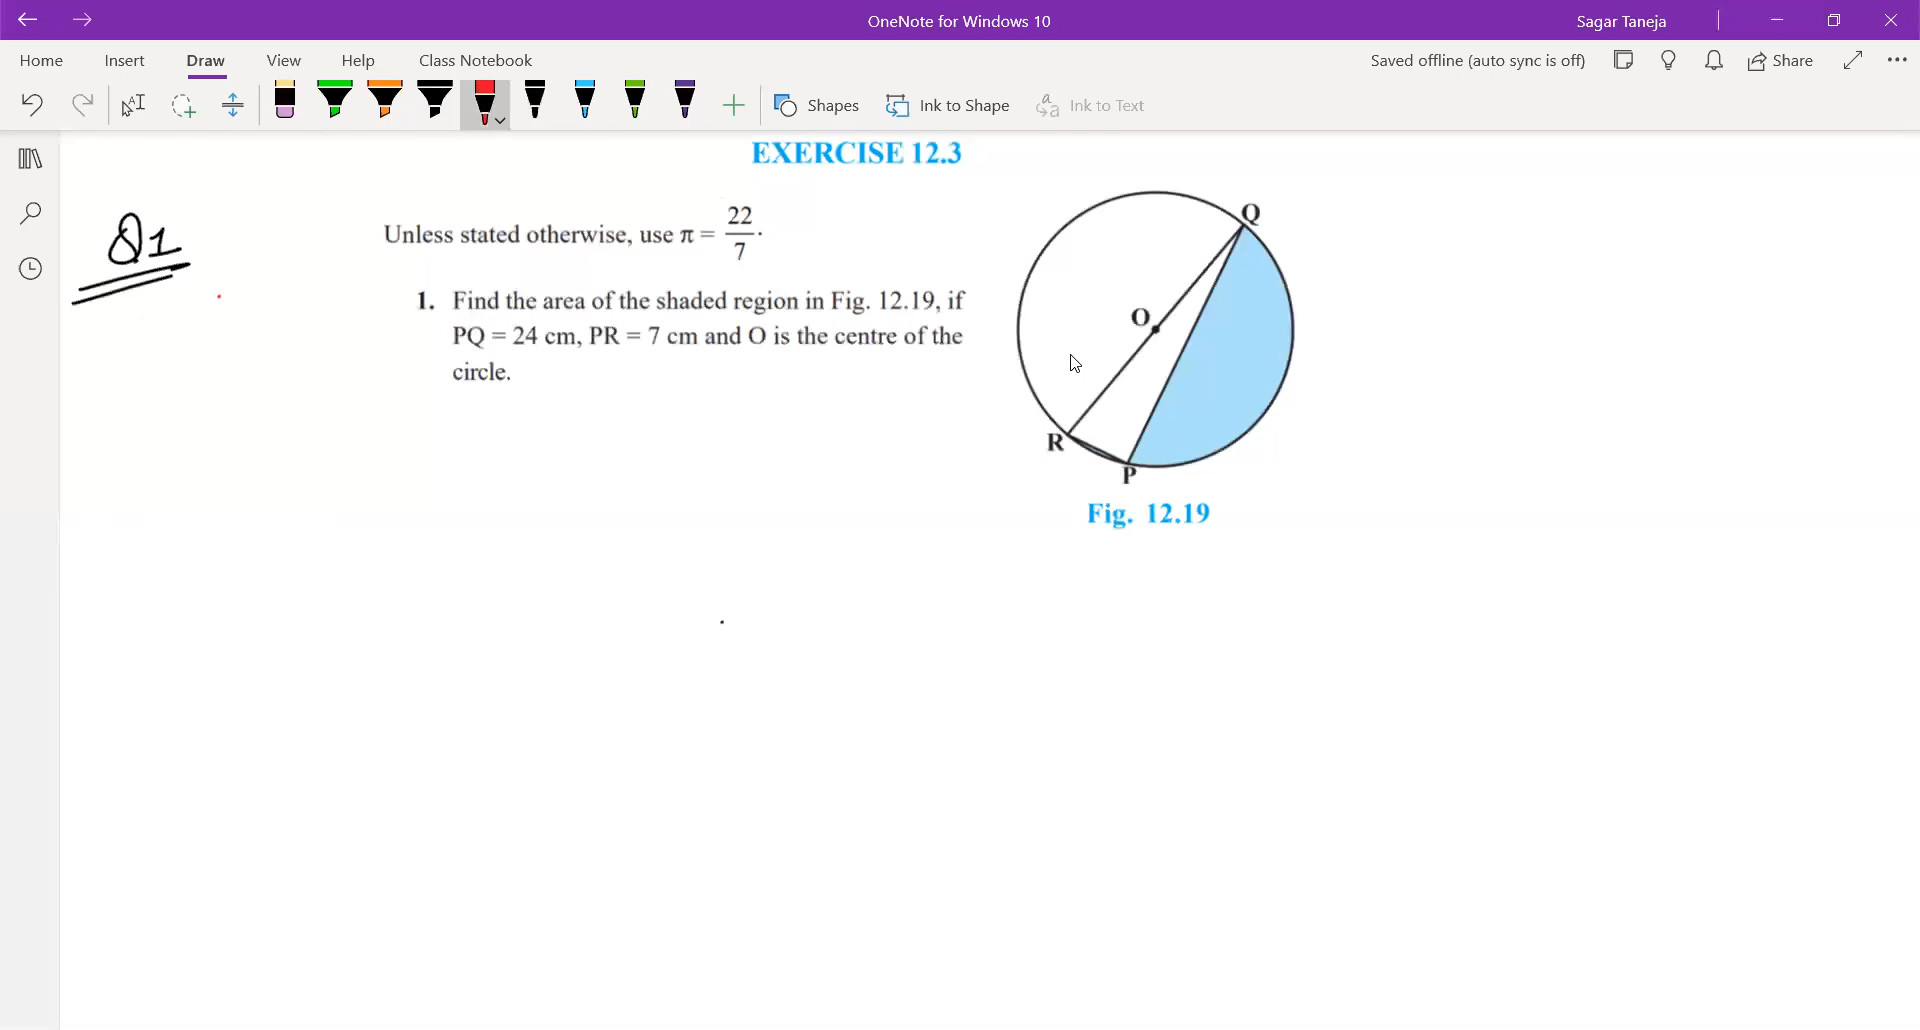 OneNote for Windows 10
Sagar Taneja
Home Insert Draw View Help Class Notebook
Saved offline (auto sync is off) Share
Shapes Ink to Shape Ink to Text
EXERCISE 12.3
Q1
Unless stated otherwise, use π = 22/7.
1. Find the area of the shaded region in Fig. 12.19, if
PQ = 24 cm, PR = 7 cm and O is the centre of the
circle.
Q
O
R
P
Fig. 12.19